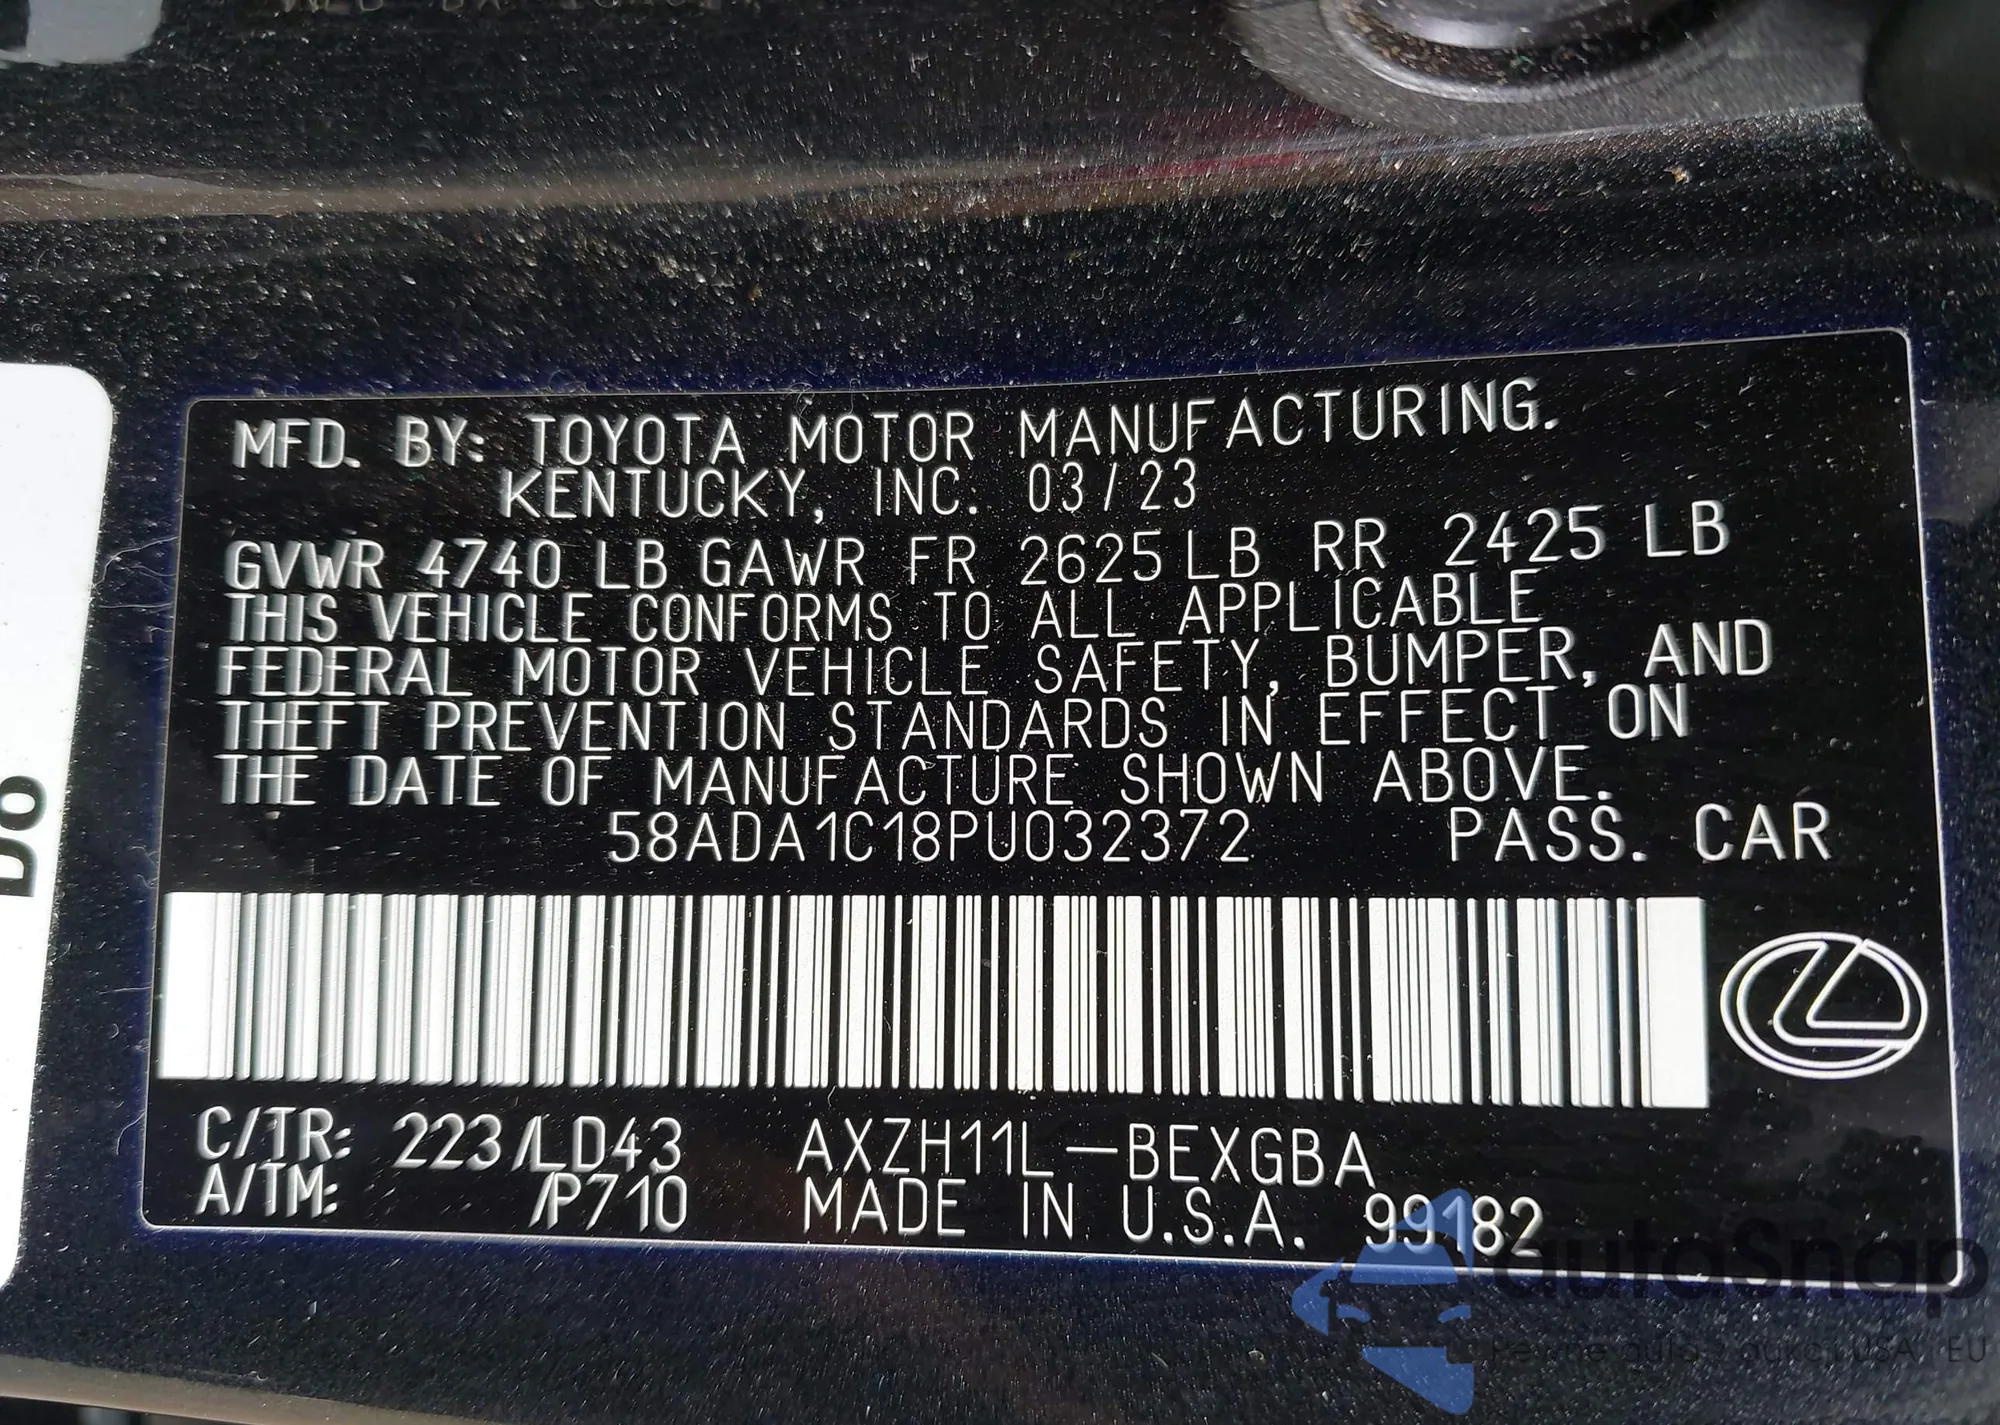 MFD. BY: TOYOTA MOTOR MANUFACTURING.
KENTUCKY, INC. 03/23
GVWR 4740 LB GAWR FR 2625 LB RR 2425 LB
THIS VEHICLE CONFORMS TO ALL APPLICABLE
FEDERAL MOTOR VEHICLE SAFETY, BUMPER, AND
THEFT PREVENTION STANDARDS IN EFFECT ON
THE DATE OF MANUFACTURE SHOWN ABOVE.
58ADA1C18PU032372 PASS. CAR
C/TR: 223/LD43 AXZH11L-BEXGBA
A/TM: /P710 MADE IN U.S.A. 99182
Do
autoSnap